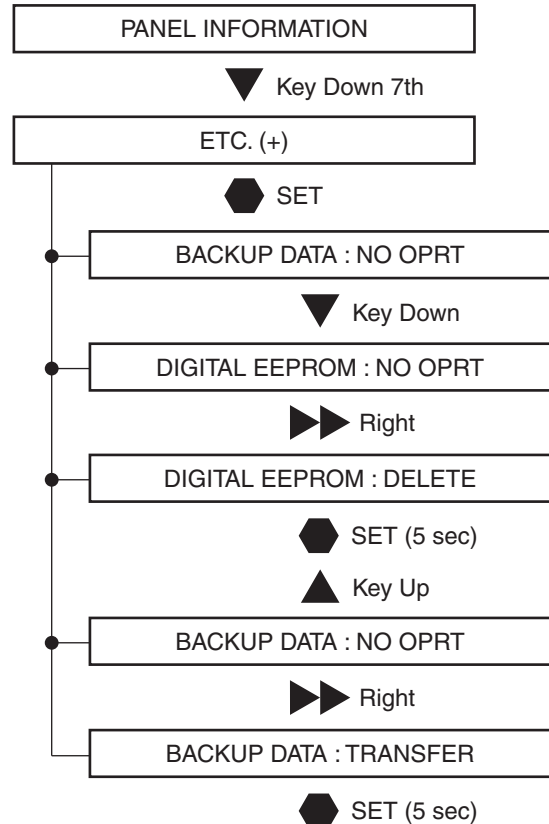 PANEL INFORMATION
Key Down 7th
ETC. (+)
SET
BACKUP DATA : NO OPRT
Key Down
DIGITAL EEPROM : NO OPRT
Right
DIGITAL EEPROM : DELETE
SET (5 sec)
Key Up
BACKUP DATA : NO OPRT
Right
BACKUP DATA : TRANSFER
SET (5 sec)